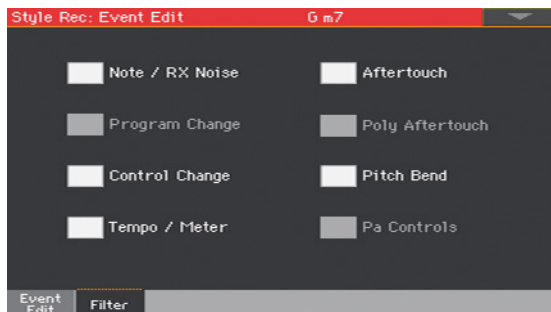 Style Rec: Event Edit G m7
Note / RX Noise
Aftertouch
Program Change
Poly Aftertouch
Control Change
Pitch Bend
Tempo / Meter
Pa Controls
Event
Edit
Filter